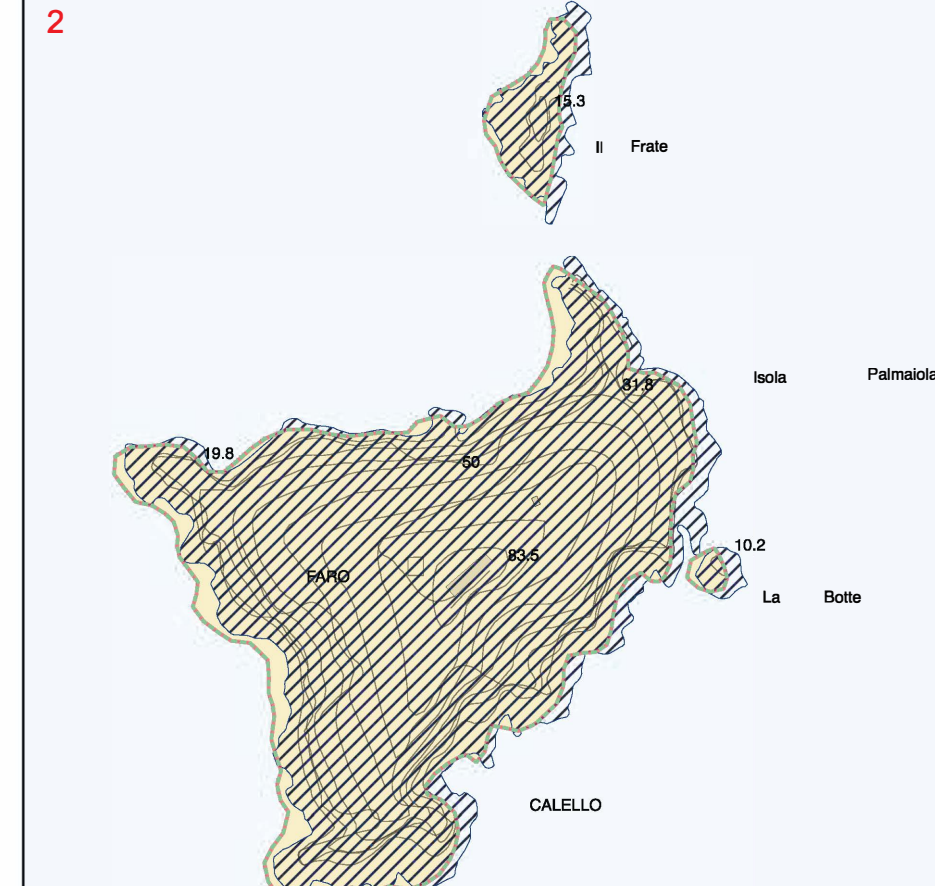 2
15.3
Il Frate
Isola Palmaiola
31.8
19.8
50
10.2
83.5
FARO
La Botte
CALELLO